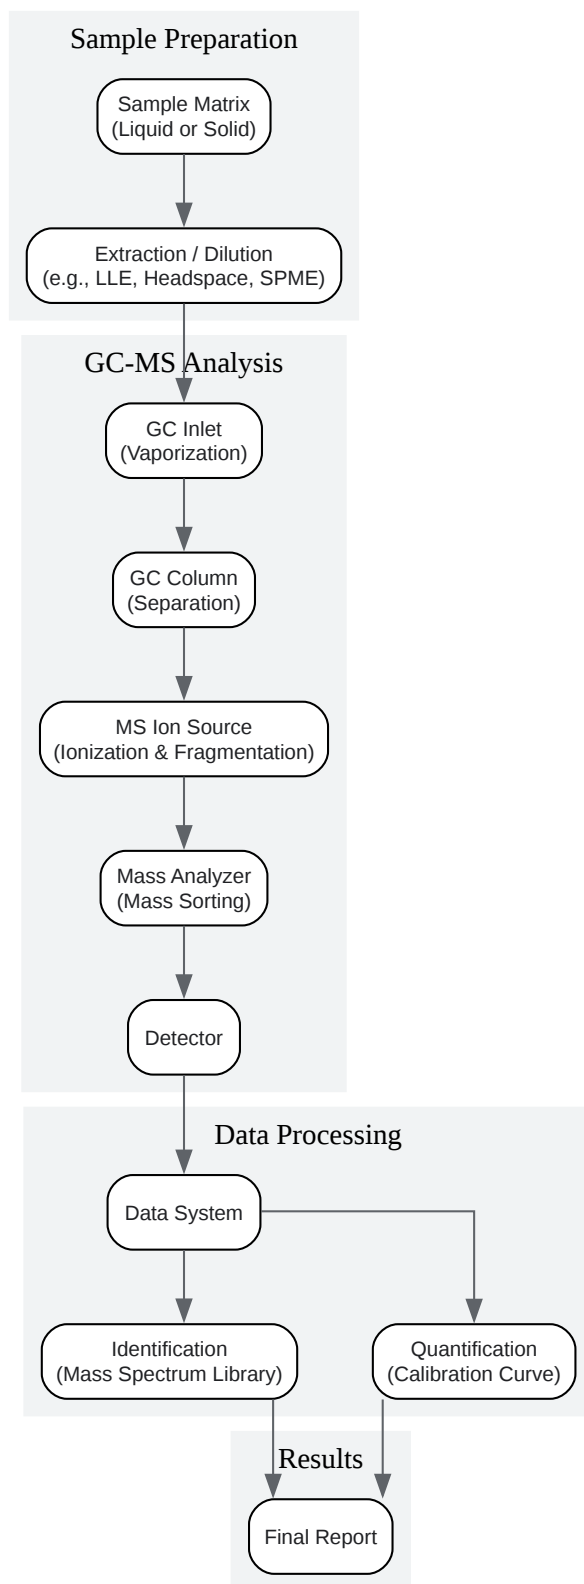 Sample Preparation
Sample Matrix
(Liquid or Solid)
Extraction / Dilution
(e.g., LLE, Headspace, SPME)
GC-MS Analysis
GC Inlet
(Vaporization)
GC Column
(Separation)
MS Ion Source
(Ionization & Fragmentation)
Mass Analyzer
(Mass Sorting)
Detector
Data Processing
Data System
Identification
(Mass Spectrum Library)
Quantification
(Calibration Curve)
Results
Final Report